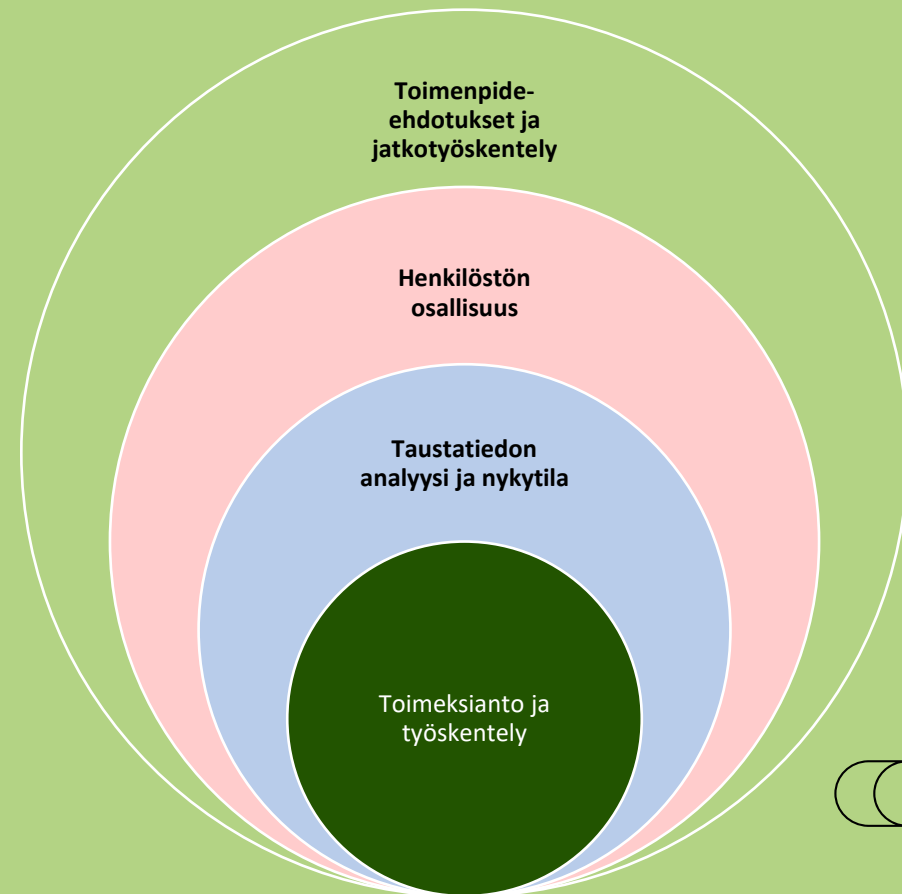 Toimenpide-
ehdotukset ja
jatkotyöskentely
Henkilöstön
osallisuus
Taustatiedon
analyysi ja nykytila
Toimeksianto ja
työskentely